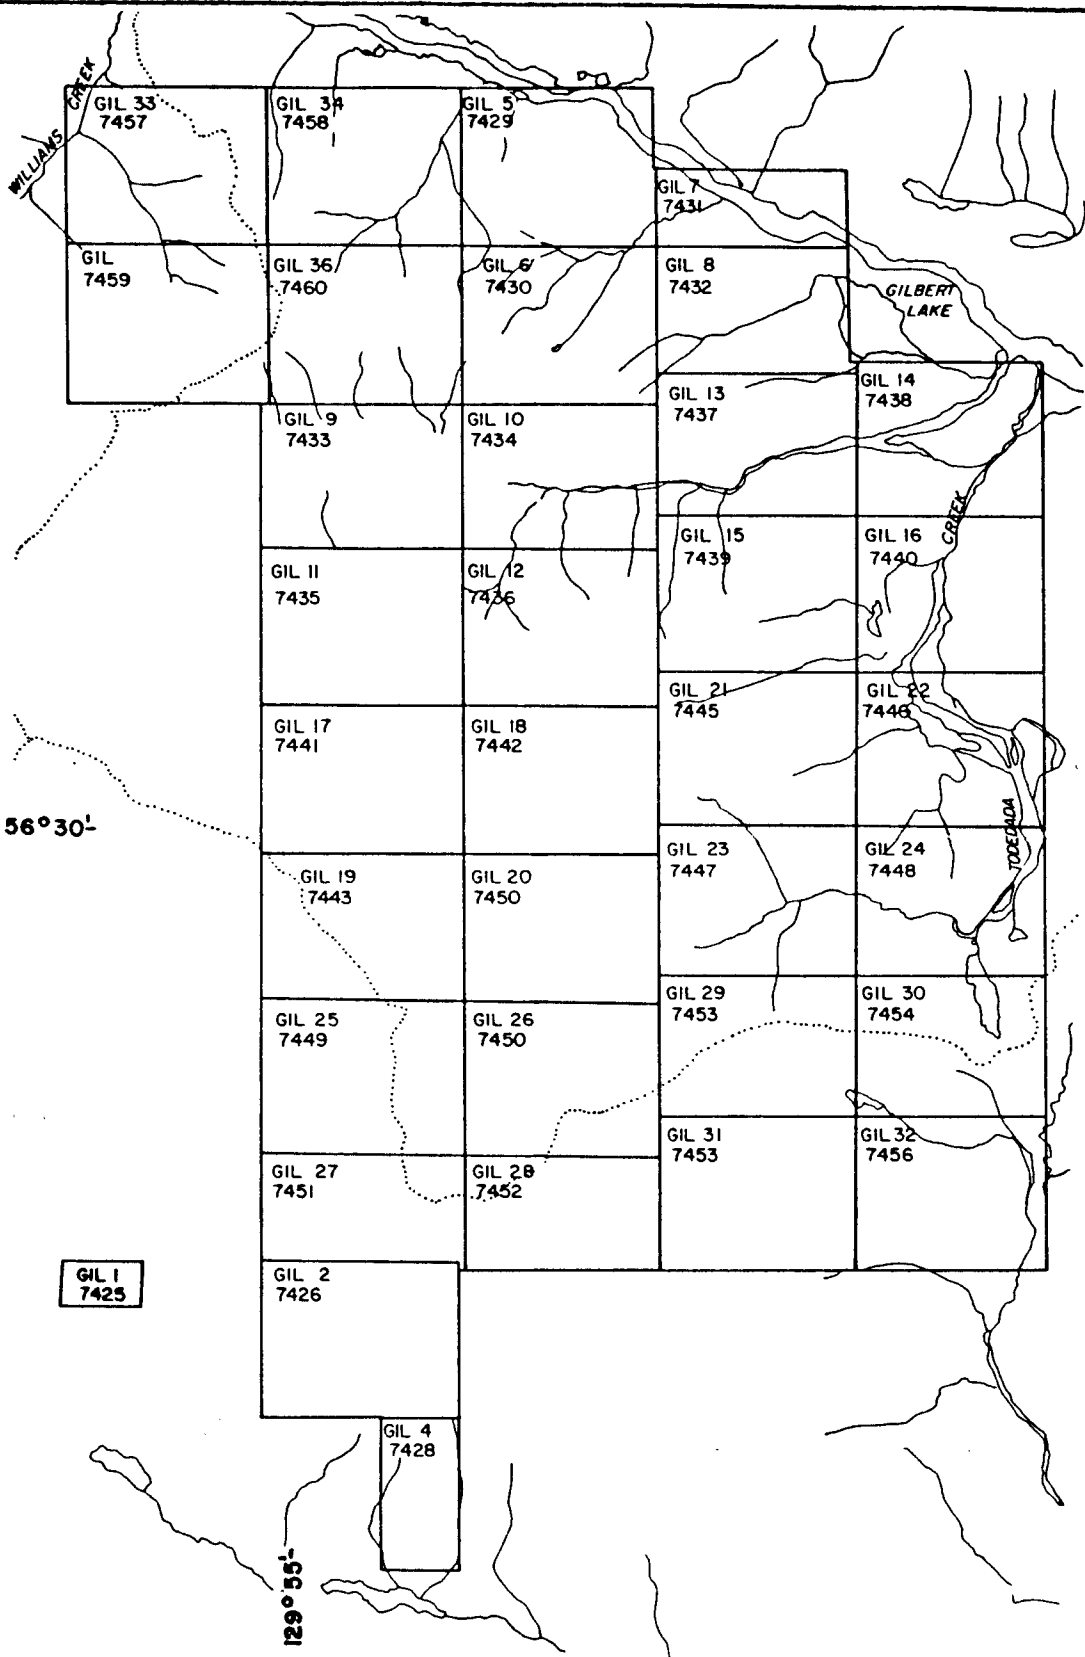 WILLIAMS CREEK
GIL 33
7457
GIL 34
7458
GIL 5
7429
GIL 7
7431
GIL
7459
GIL 36
7460
GIL 6
7430
GIL 8
7432
GILBERT
LAKE
GIL 9
7433
GIL 10
7434
GIL 13
7437
GIL 14
7438
GIL 11
7435
GIL 12
7436
GIL 15
7439
GIL 16
7440
CREEK
GIL 17
7441
GIL 18
7442
GIL 21
7445
GIL 22
7446
56° 30'-
GIL 19
7443
GIL 20
7450
GIL 23
7447
GIL 24
7448
TODEDADA
GIL 25
7449
GIL 26
7450
GIL 29
7453
GIL 30
7454
GIL 27
7451
GIL 28
7452
GIL 31
7453
GIL 32
7456
GIL 1
7425
GIL 2
7426
GIL 4
7428
129° 55'-